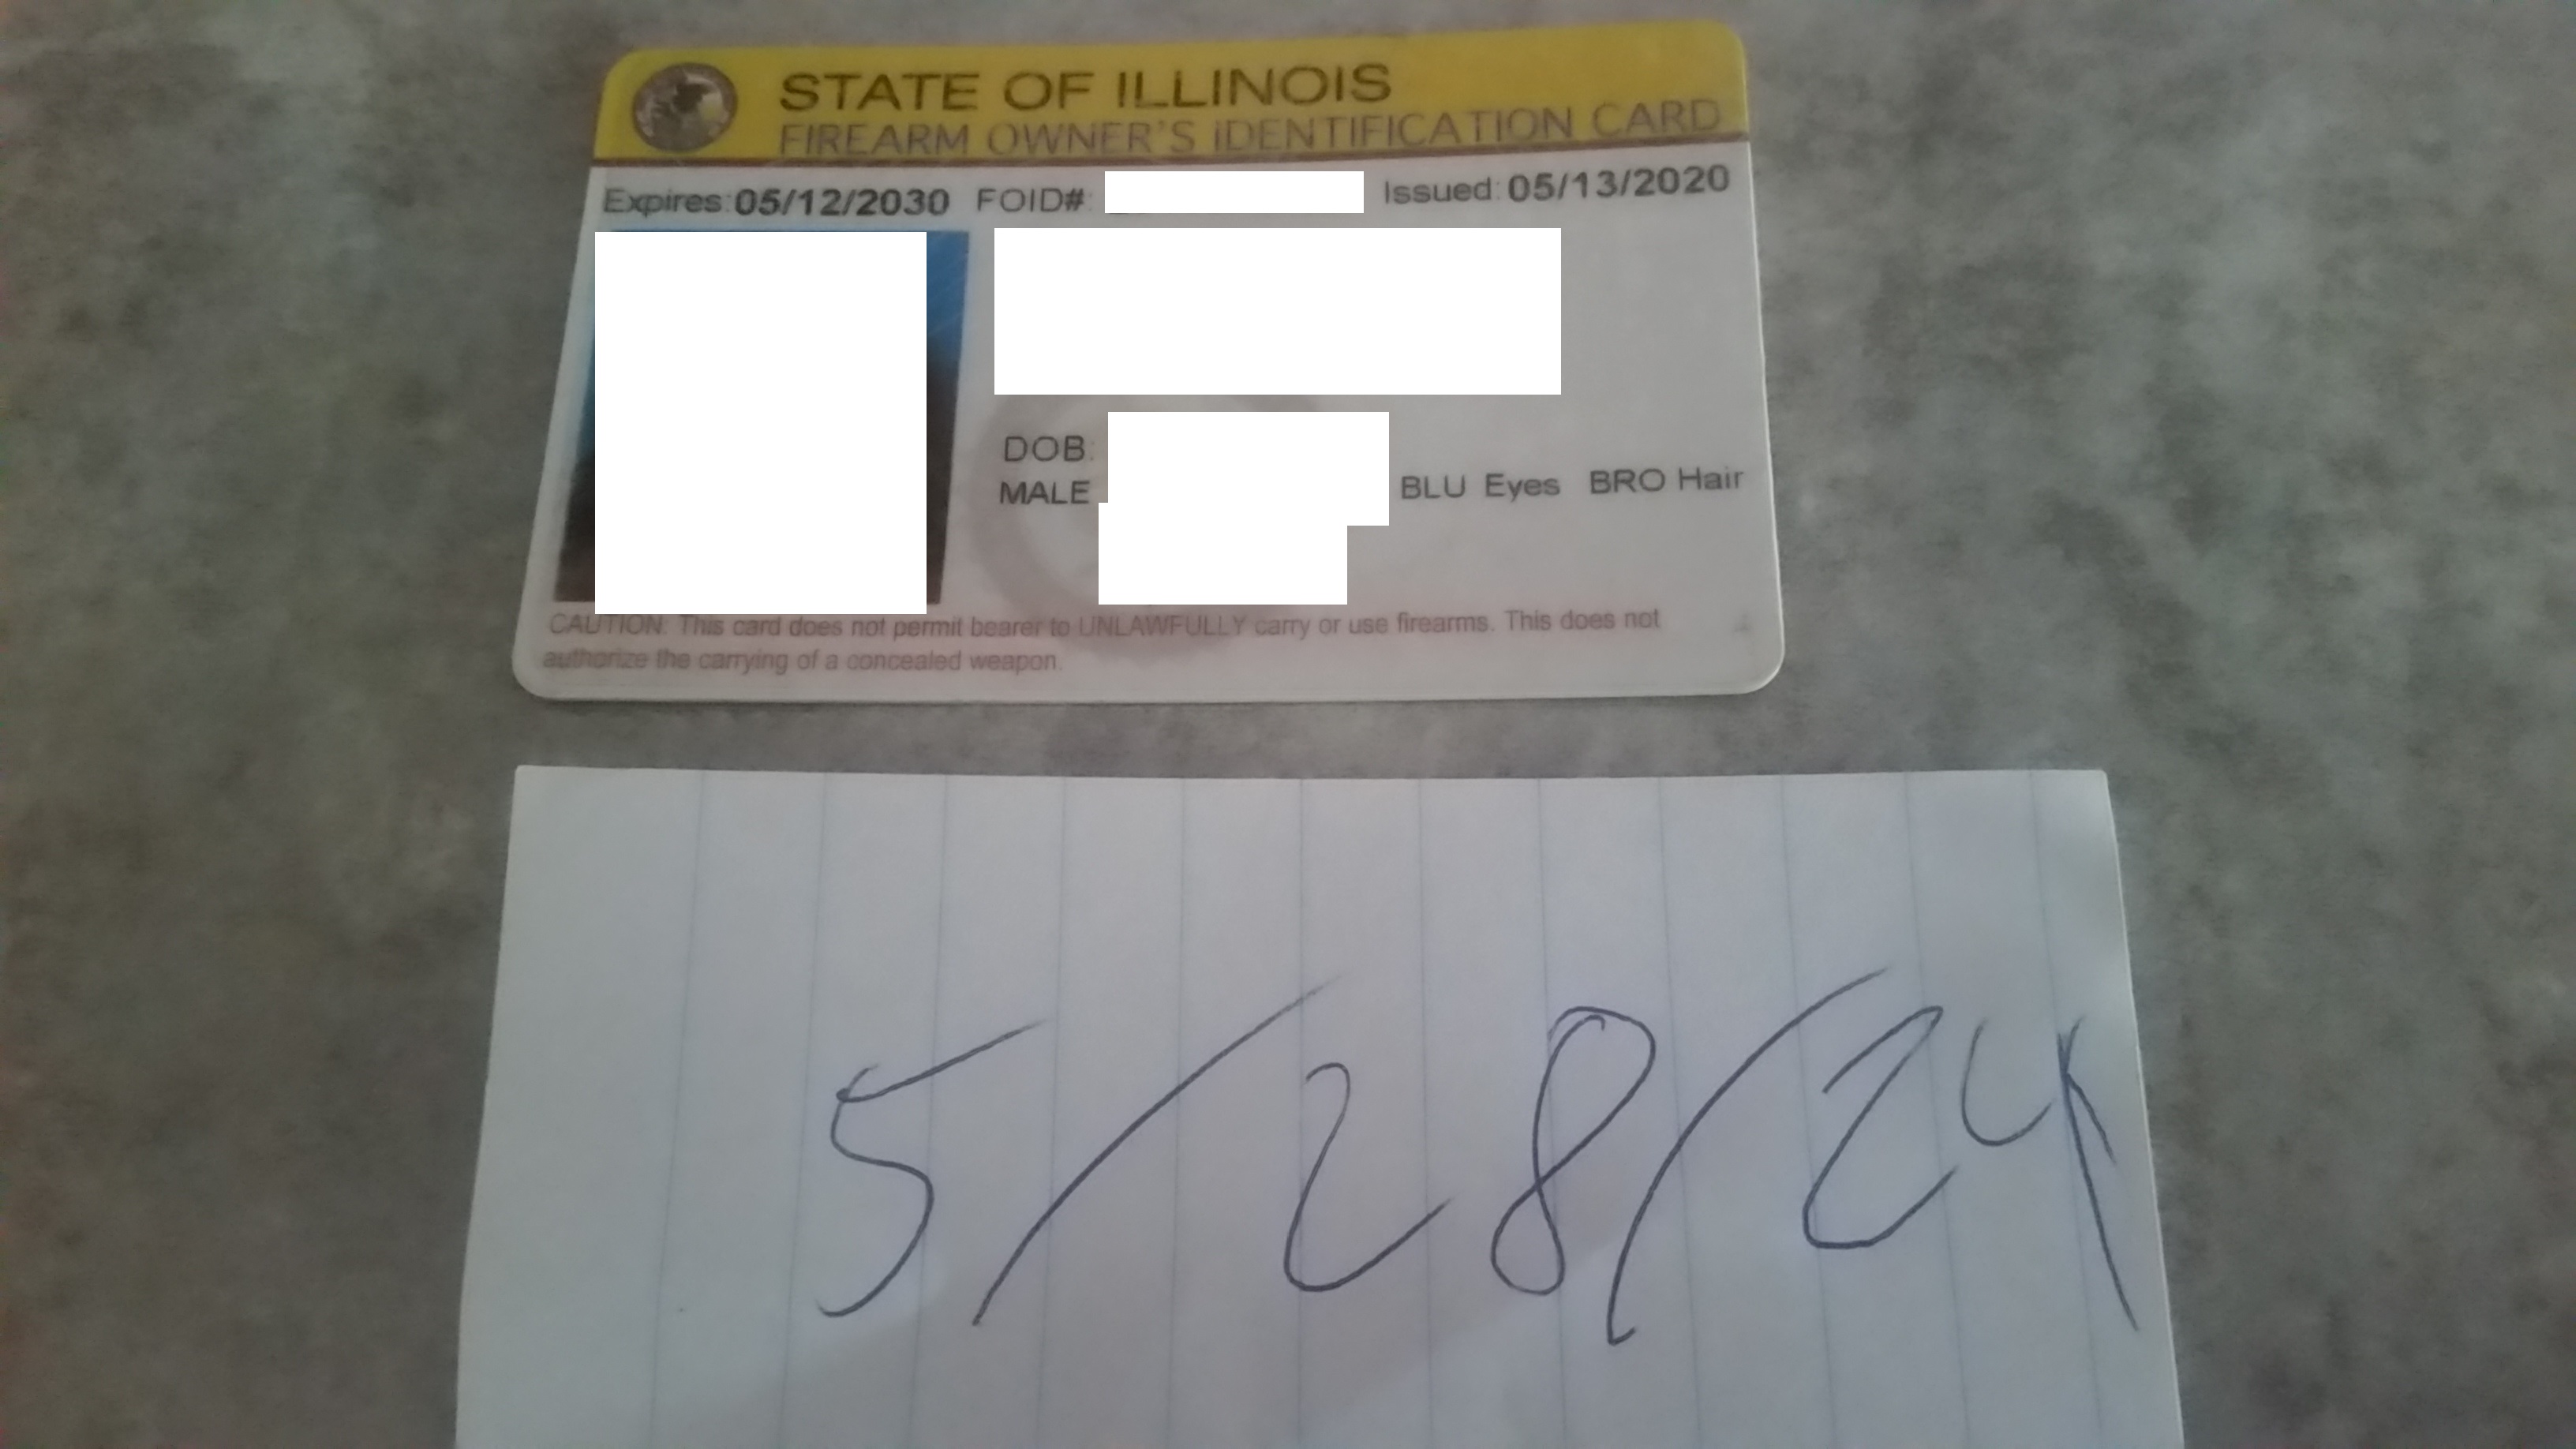 STATE OF ILLINOIS
FIREARM OWNER'S IDENTIFICATION CARD
Expires: 05/12/2030 FOID#: Issued: 05/13/2020
DOB:
MALE BLU Eyes BRO Hair
CAUTION: This card does not permit bearer to UNLAWFULLY carry or use firearms. This does not
authorize the carrying of a concealed weapon.
5/28/24